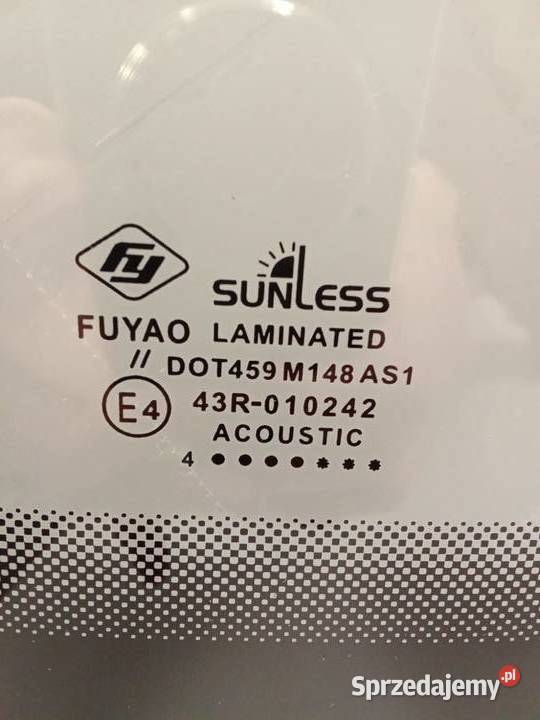 FY
SUNLESS
FUYAO LAMINATED
// DOT459 M148 AS1
E4 43R-010242
ACOUSTIC
4 ● ● ● ● ✱ ✱ ✱
Sprzedajemy.pl